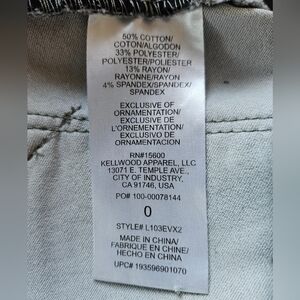 50% COTTON/
COTON/ALGODON
33% POLYESTER/
POLYESTER/POLIESTER
13% RAYON/
RAYONNE/RAYON
4% SPANDEX/SPANDEX/
SPANDEX
EXCLUSIVE OF
ORNAMENTATION/
EXCLUSIVE DE
L'ORNEMENTATION/
EXCLUSIVO DE
ORNAMENTACION
RN#15600
KELLWOOD APPAREL, LLC
13071 E. TEMPLE AVE.,
CITY OF INDUSTRY,
CA 91746, USA
PO# 100-00078144
0
STYLE# L103EVX2
MADE IN CHINA/
FABRIQUE EN CHINE/
HECHO EN CHINA
UPC# 193596901070